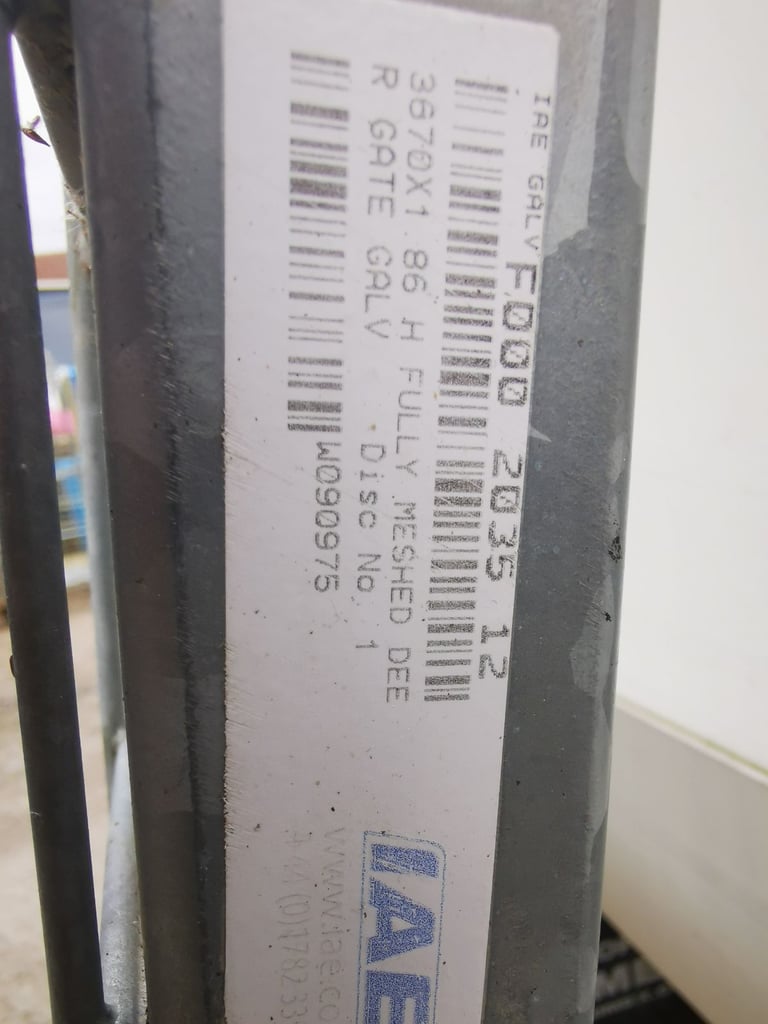 IAE GALV F000 2035 12
3670X1.86 H FULLY MESHED DEE
R GATE GALV Disc No 1
W090975
IAE
www.iae.co